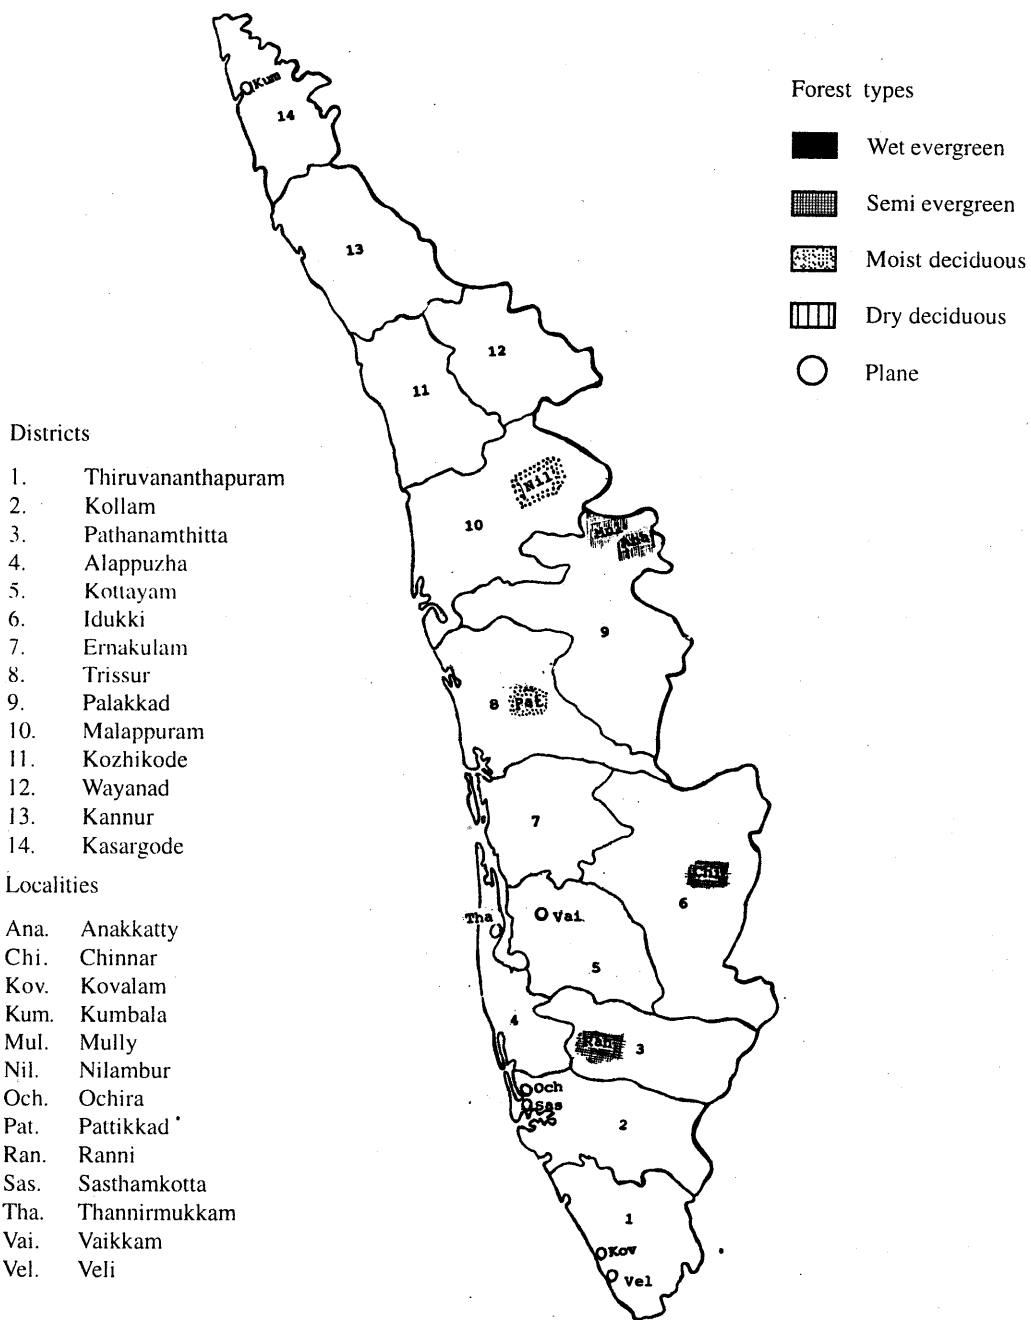 Forest types
Wet evergreen
Semi evergreen
Moist deciduous
Dry deciduous
Plane
Kum
14
13
12
11
Nil
10
Mul
Ana
9
8 Pat
7
Chi
6
Tha
Vai
5
4
Ran
3
Och
Sas
2
1
Kov
Vel
Districts
1. Thiruvananthapuram
2. Kollam
3. Pathanamthitta
4. Alappuzha
5. Kottayam
6. Idukki
7. Ernakulam
8. Trissur
9. Palakkad
10. Malappuram
11. Kozhikode
12. Wayanad
13. Kannur
14. Kasargode
Localities
Ana. Anakkatty
Chi. Chinnar
Kov. Kovalam
Kum. Kumbala
Mul. Mully
Nil. Nilambur
Och. Ochira
Pat. Pattikkad
Ran. Ranni
Sas. Sasthamkotta
Tha. Thannirmukkam
Vai. Vaikkam
Vel. Veli